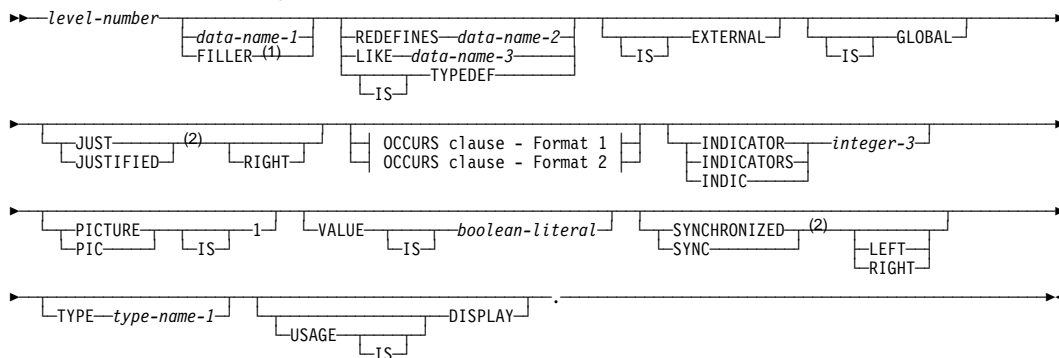 level-number data-name-1 REDEFINES data-name-2 EXTERNAL GLOBAL
FILLER (1) LIKE data-name-3 IS IS
TYPEDEF
IS
JUST (2) OCCURS clause - Format 1 INDICATOR integer-3
JUSTIFIED RIGHT OCCURS clause - Format 2 INDICATORS
INDIC
PICTURE 1 VALUE boolean-literal SYNCHRONIZED (2)
PIC IS IS SYNC LEFT
RIGHT
TYPE type-name-1 DISPLAY .
USAGE
IS